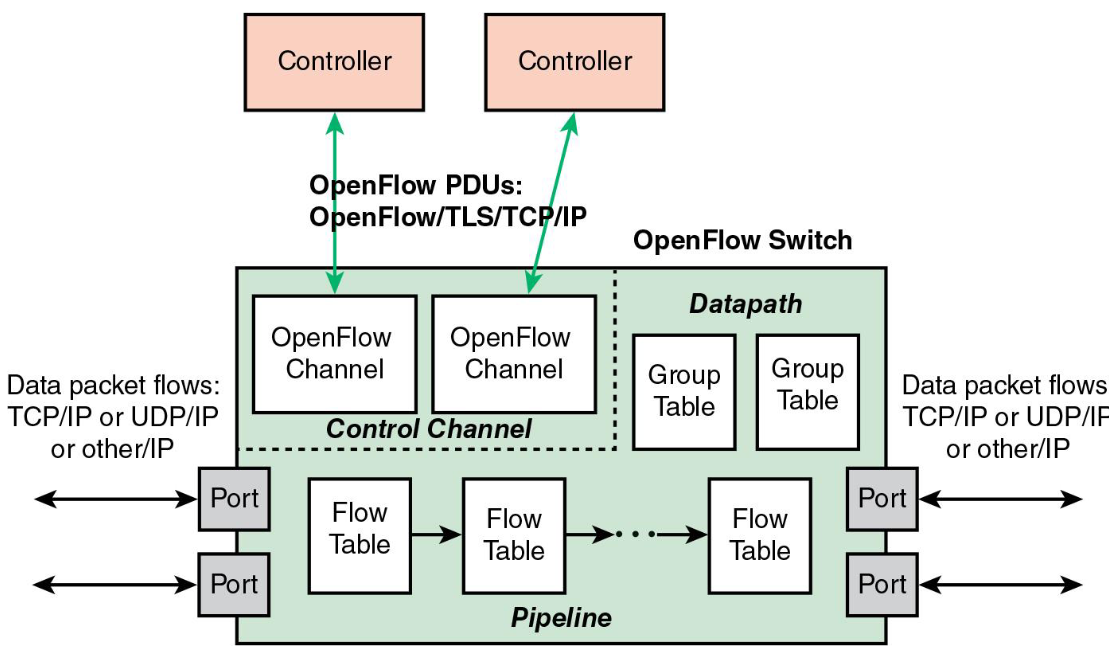 Controller
Controller
OpenFlow PDUs:
OpenFlow/TLS/TCP/IP
OpenFlow Switch
OpenFlow
Channel
OpenFlow
Channel
Control Channel
Datapath
Group
Table
Group
Table
Data packet flows:
TCP/IP or UDP/IP
or other/IP
Data packet flows
TCP/IP or UDP/IP
or other/IP
Port
Port
Flow
Table
Flow
Table
...
Flow
Table
Port
Port
Pipeline